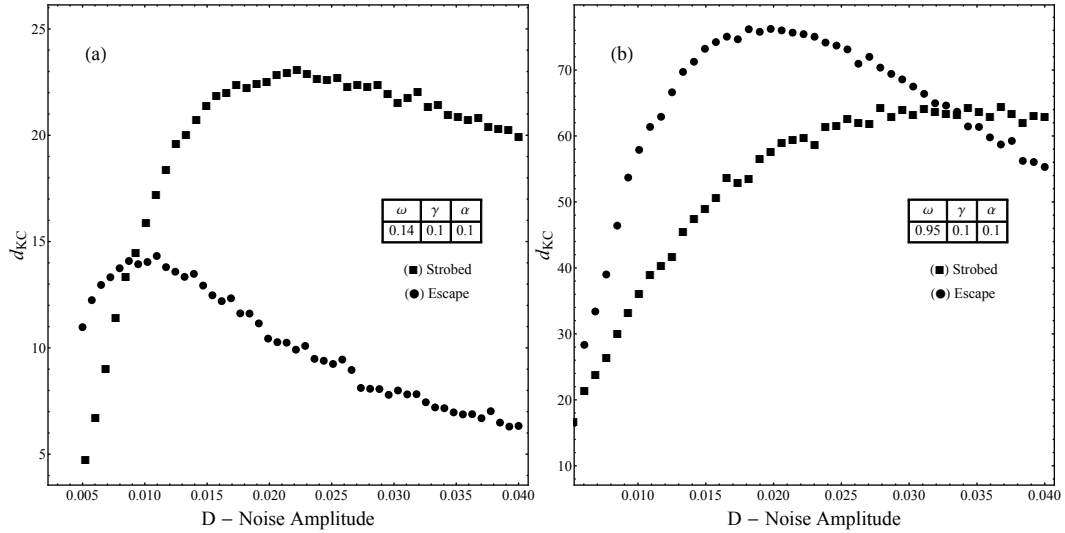 (a)
25
20
15
10
5
d_KC
ω γ α
0.14 0.1 0.1
(■) Strobed
(●) Escape
0.005 0.010 0.015 0.020 0.025 0.030 0.035 0.040
D – Noise Amplitude
(b)
70
60
50
40
30
20
10
d_KC
ω γ α
0.95 0.1 0.1
(■) Strobed
(●) Escape
0.010 0.015 0.020 0.025 0.030 0.035 0.040
D – Noise Amplitude